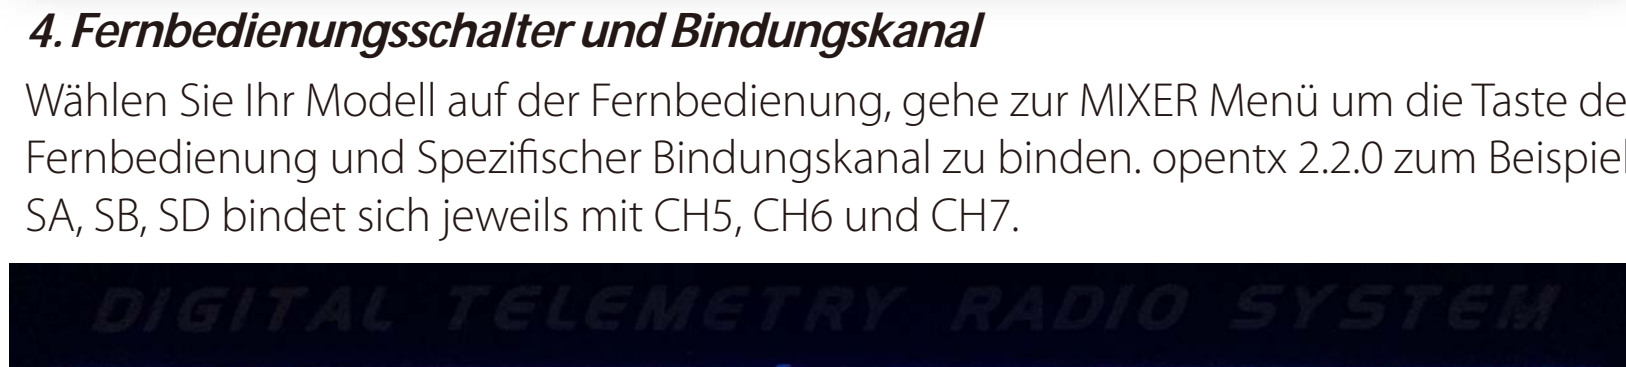 4. Fernbedienungsschalter und Bindungskanal
Wählen Sie Ihr Modell auf der Fernbedienung, gehe zur MIXER Menü um die Taste de
Fernbedienung und Spezifischer Bindungskanal zu binden. opentx 2.2.0 zum Beispiel
SA, SB, SD bindet sich jeweils mit CH5, CH6 und CH7.
DIGITAL TELEMETRY RADIO SYSTEM